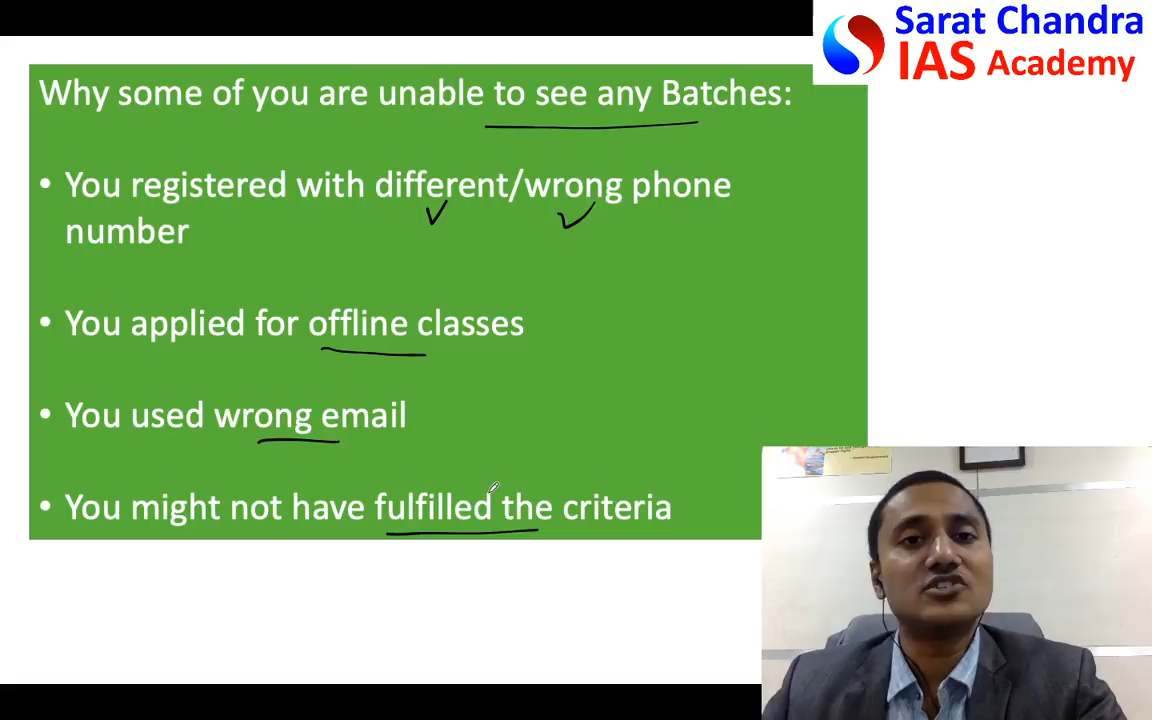 Sarat Chandra
IAS Academy
Why some of you are unable to see any Batches:
• You registered with different/wrong phone
number
• You applied for offline classes
• You used wrong email
• You might not have fulfilled the criteria